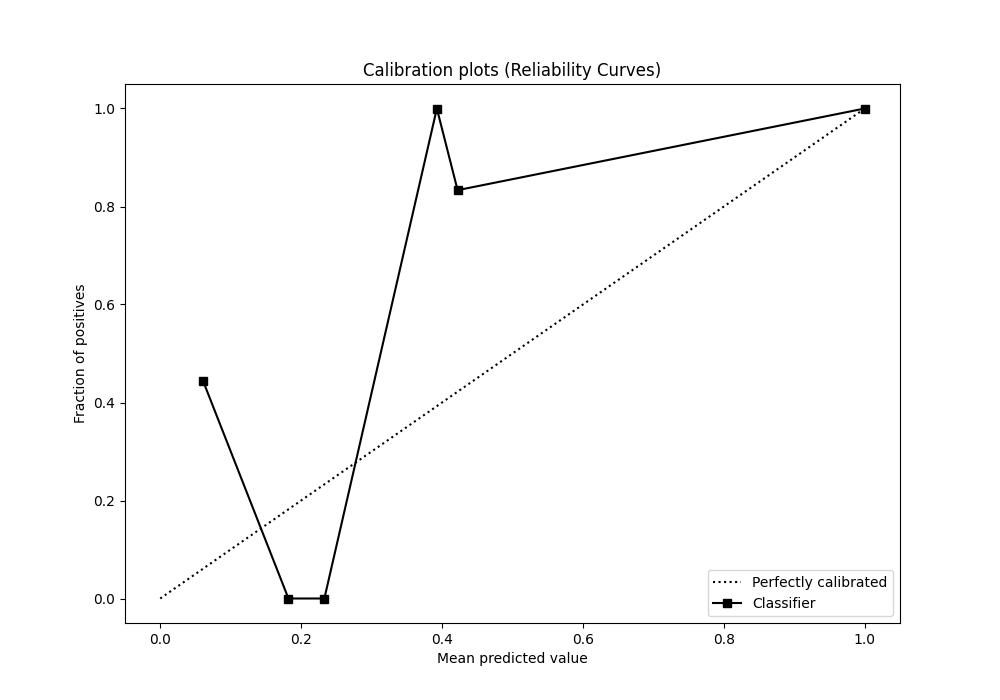 Calibration plots (Reliability Curves)
1.0
0.8
0.6
0.4
0.2
0.0
Fraction of positives
0.0 0.2 0.4 0.6 0.8 1.0
Mean predicted value
Perfectly calibrated
Classifier